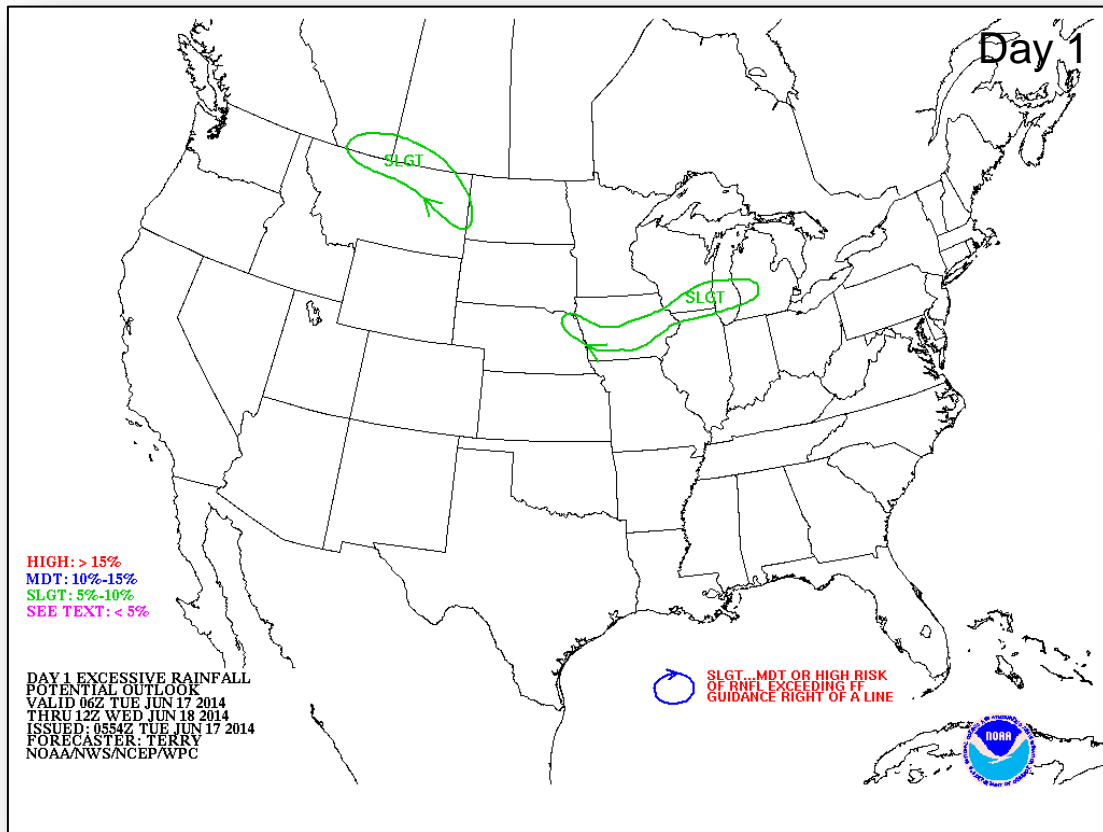 Day 1
SLGT
SLGT
HIGH: > 15%
MDT: 10%-15%
SLGT: 5%-10%
SEE TEXT: < 5%
DAY 1 EXCESSIVE RAINFALL
POTENTIAL OUTLOOK
VALID 06Z TUE JUN 17 2014
THRU 12Z WED JUN 18 2014
ISSUED: 0554Z TUE JUN 17 2014
FORECASTER: TERRY
NOAA/NWS/NCEP/WPC
SLGT...MDT OR HIGH RISK
OF RNFL EXCEEDING FF
GUIDANCE RIGHT OF A LINE
NOAA